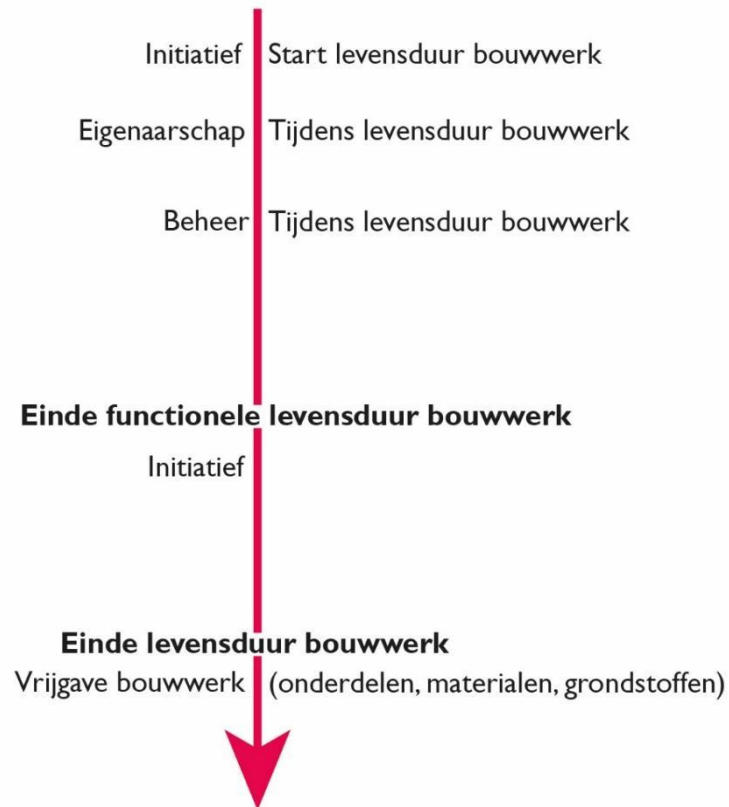 Initiatief Start levensduur bouwwerk
Eigenaarschap Tijdens levensduur bouwwerk
Beheer Tijdens levensduur bouwwerk
Einde functionele levensduur bouwwerk
Initiatief
Einde levensduur bouwwerk
Vrijgave bouwwerk (onderdelen, materialen, grondstoffen)